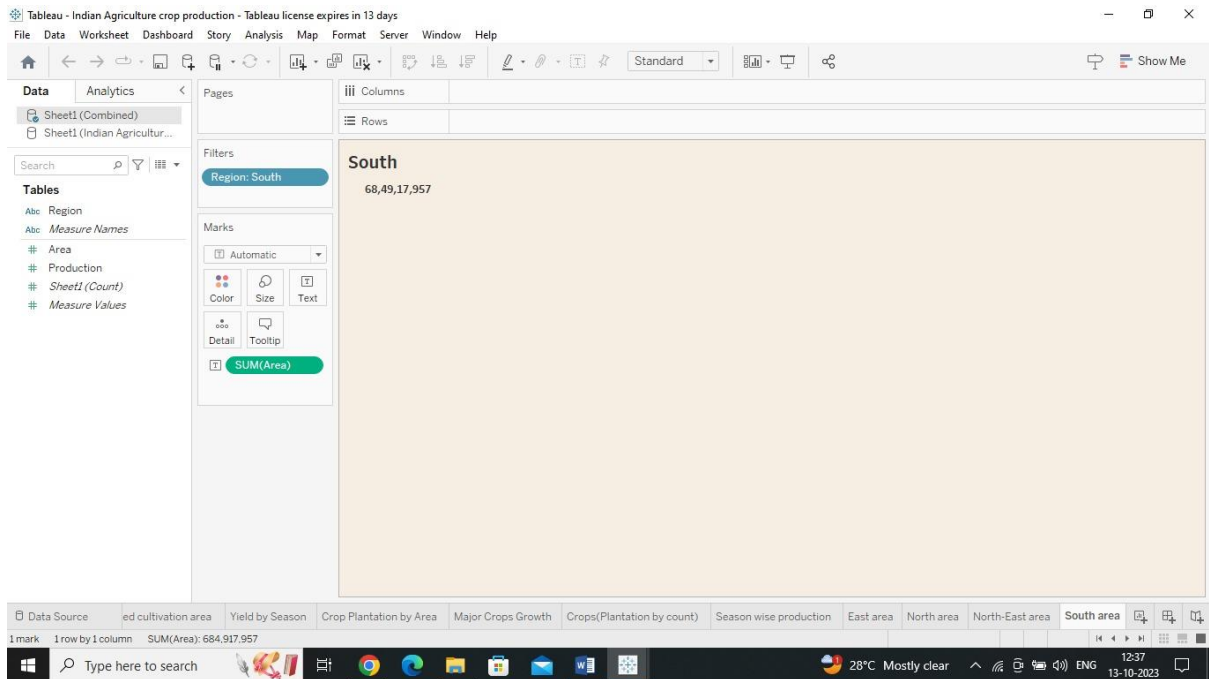 Tableau - Indian Agriculture crop production - Tableau license expires in 13 days
File Data Worksheet Dashboard Story Analysis Map Format Server Window Help
Standard
Show Me
Data Analytics
Sheet1 (Combined)
Sheet1 (Indian Agricultur...
Search
Tables
Abc Region
Abc Measure Names
# Area
# Production
# Sheet1 (Count)
# Measure Values
Pages
Filters
Region: South
Marks
T Automatic
Color Size Text
Detail Tooltip
T SUM(Area)
iii Columns
Rows
South
68,49,17,957
Data Source ed cultivation area Yield by Season Crop Plantation by Area Major Crops Growth Crops(Plantation by count) Season wise production East area North area North-East area South area
1 mark 1 row by 1 column SUM(Area): 684,917,957
Type here to search
28°C Mostly clear
ENG
12:37
13-10-2023